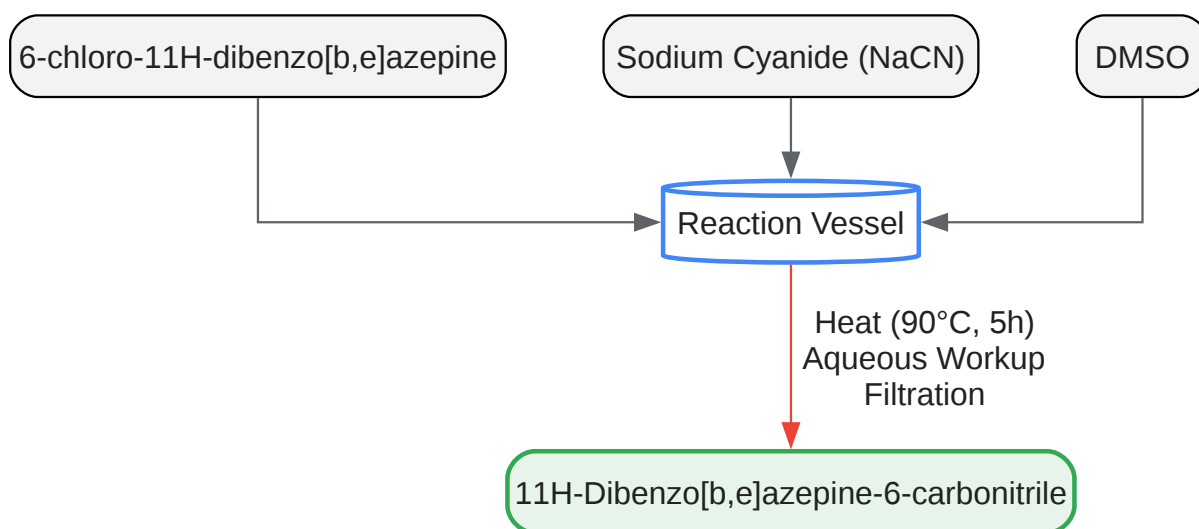 6-chloro-11H-dibenzo[b,e]azepine
Sodium Cyanide (NaCN)
DMSO
Reaction Vessel
Heat (90°C, 5h)
Aqueous Workup
Filtration
11H-Dibenzo[b,e]azepine-6-carbonitrile